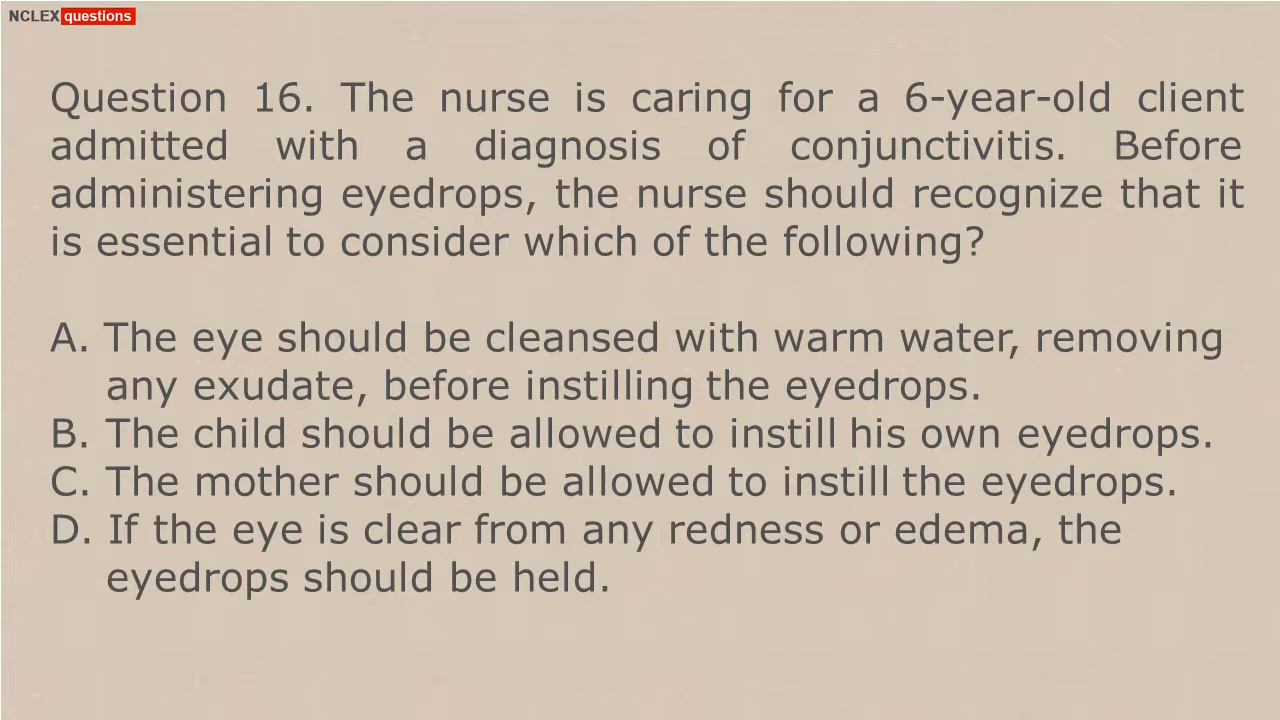 NCLEX questions
Question 16. The nurse is caring for a 6-year-old client
admitted with a diagnosis of conjunctivitis. Before
administering eyedrops, the nurse should recognize that it
is essential to consider which of the following?
A. The eye should be cleansed with warm water, removing
any exudate, before instilling the eyedrops.
B. The child should be allowed to instill his own eyedrops.
C. The mother should be allowed to instill the eyedrops.
D. If the eye is clear from any redness or edema, the
eyedrops should be held.